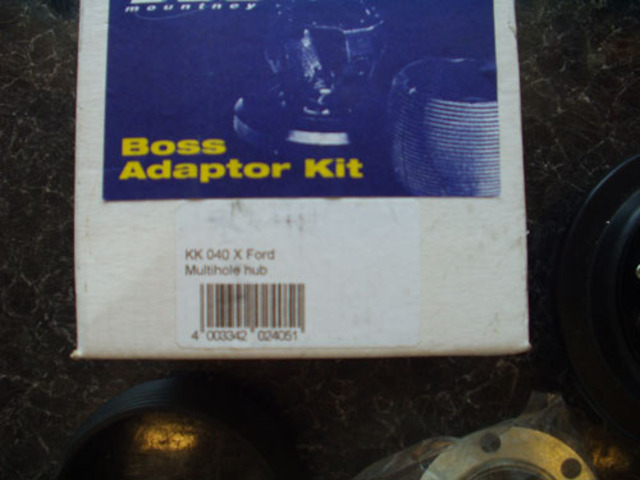 mountney
Boss
Adaptor Kit
KK 040 X Ford
Multihole hub
4 003342 024051